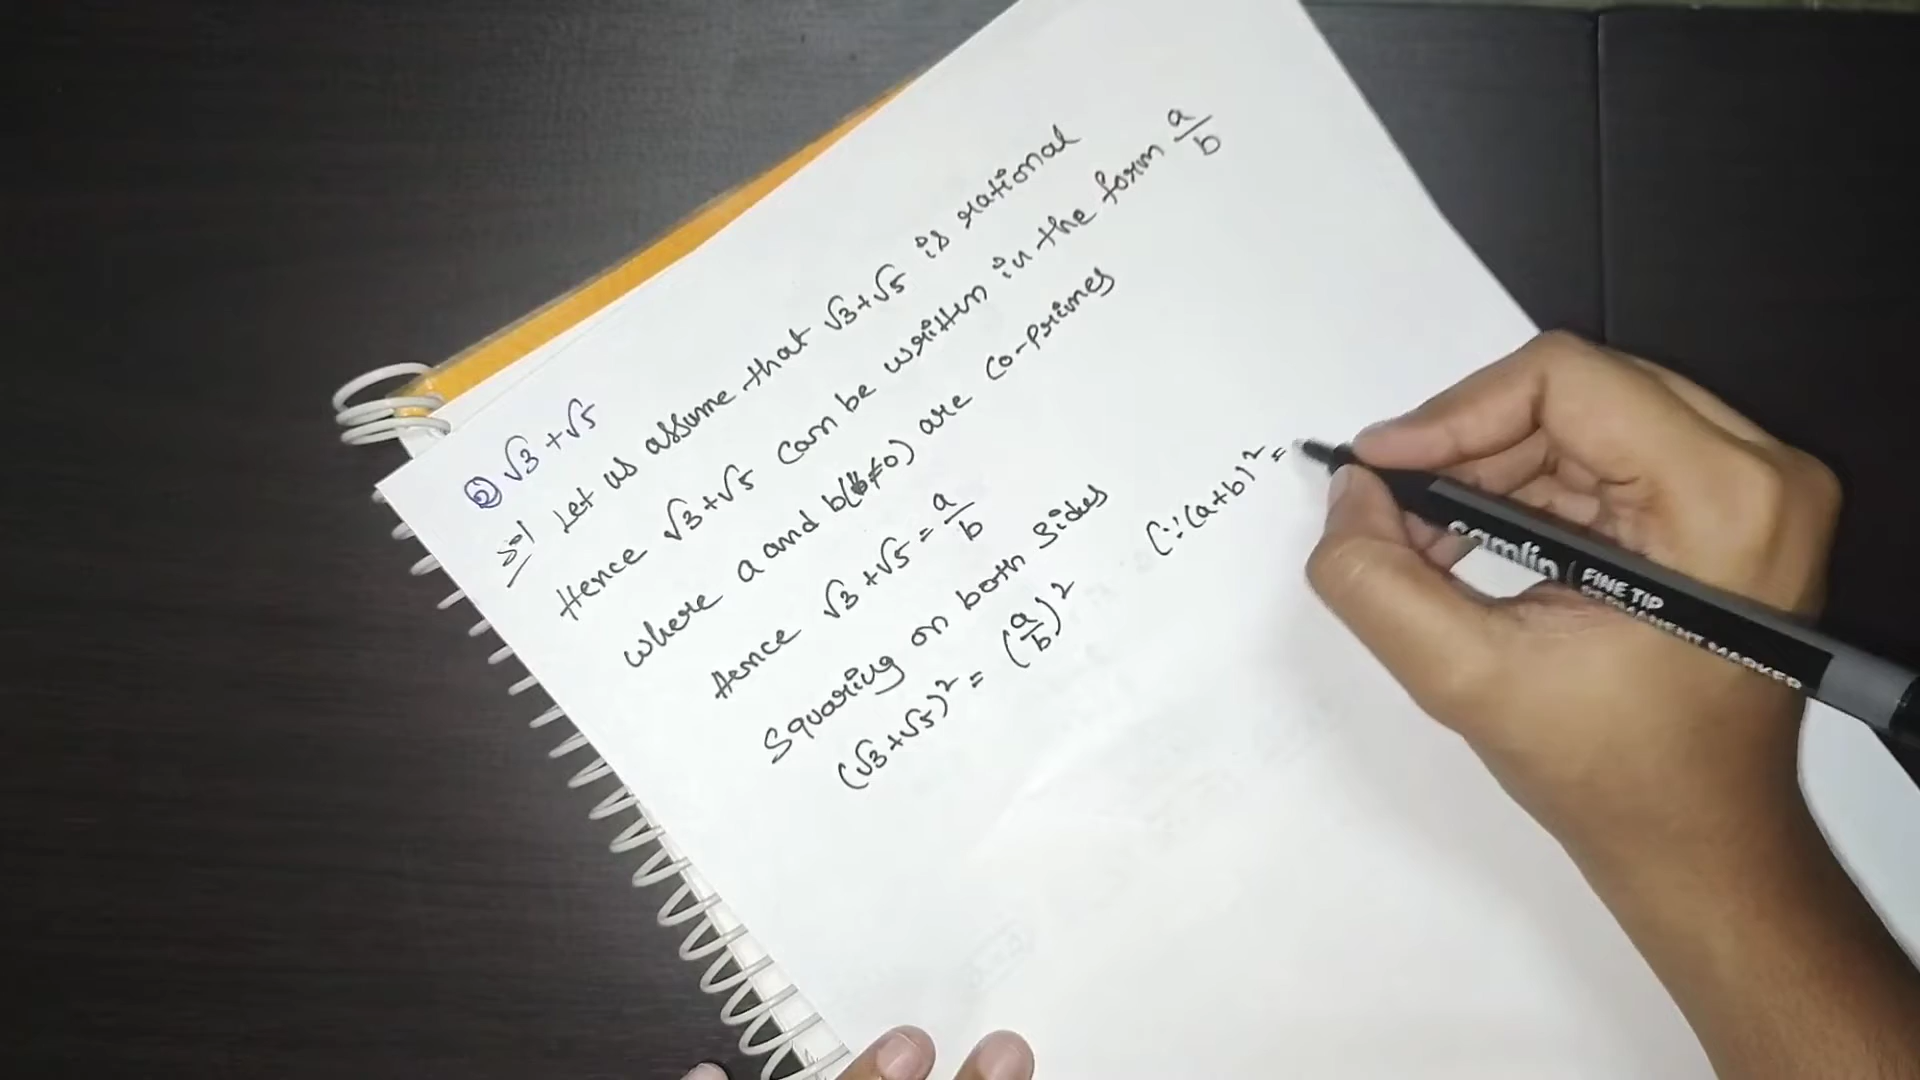 ② √3+√5
Sol Let us assume that √3+√5 is rational
Hence √3+√5 can be written in the form a/b
where a and b(b≠0) are co-primes
Hence √3+√5 = a/b
Squaring on both sides
(√3+√5)² = (a/b)² (∵(a+b)²=
camlin FINE TIP
PERMANENT MARKER